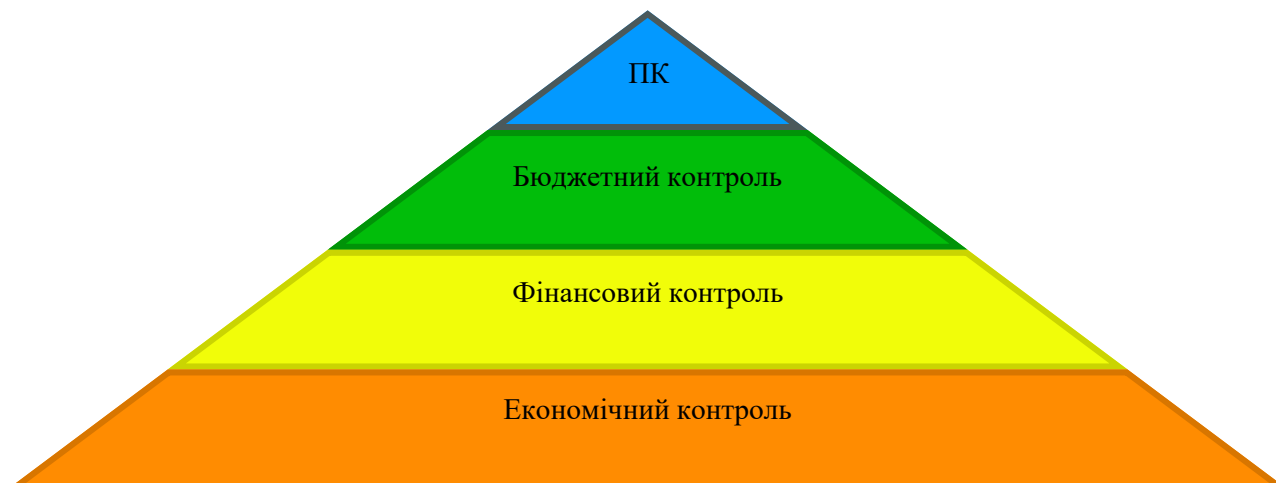 ПК
Бюджетний контроль
Фінансовий контроль
Економічний контроль